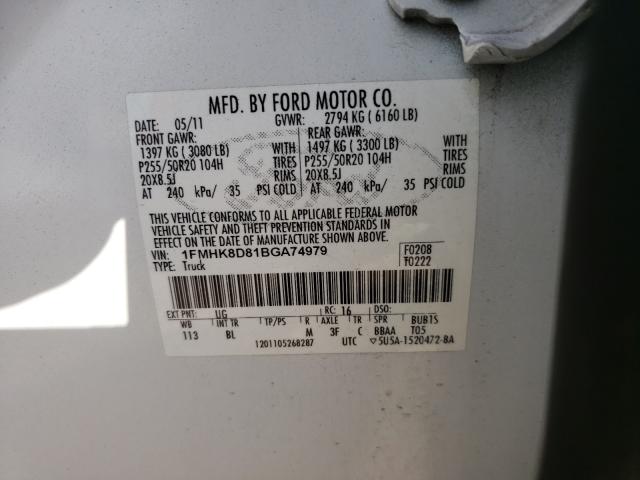 MFD. BY FORD MOTOR CO.
DATE: 05/11 GVWR: 2794 KG ( 6160 LB)
FRONT GAWR: REAR GAWR:
1397 KG ( 3080 LB) WITH 1497 KG ( 3300 LB) WITH
P255/50R20 104H TIRES P255/50R20 104H TIRES
20X8.5J RIMS 20X8.5J RIMS
AT 240 kPa/ 35 PSI COLD AT 240 kPa/ 35 PSI COLD
THIS VEHICLE CONFORMS TO ALL APPLICABLE FEDERAL MOTOR
VEHICLE SAFETY AND THEFT PREVENTION STANDARDS IN
EFFECT ON THE DATE OF MANUFACTURE SHOWN ABOVE.
VIN: 1FMHK8D81BGA74979 F0208
TYPE: Truck T0222
EXT PNT: UG RC: 16 DSO:
WB INT TR TP/PS R AXLE TR SPR BUB1S
113 BL M 3F C BBAA T05
1201105268287 UTC ▽5U5A-1520472-BA